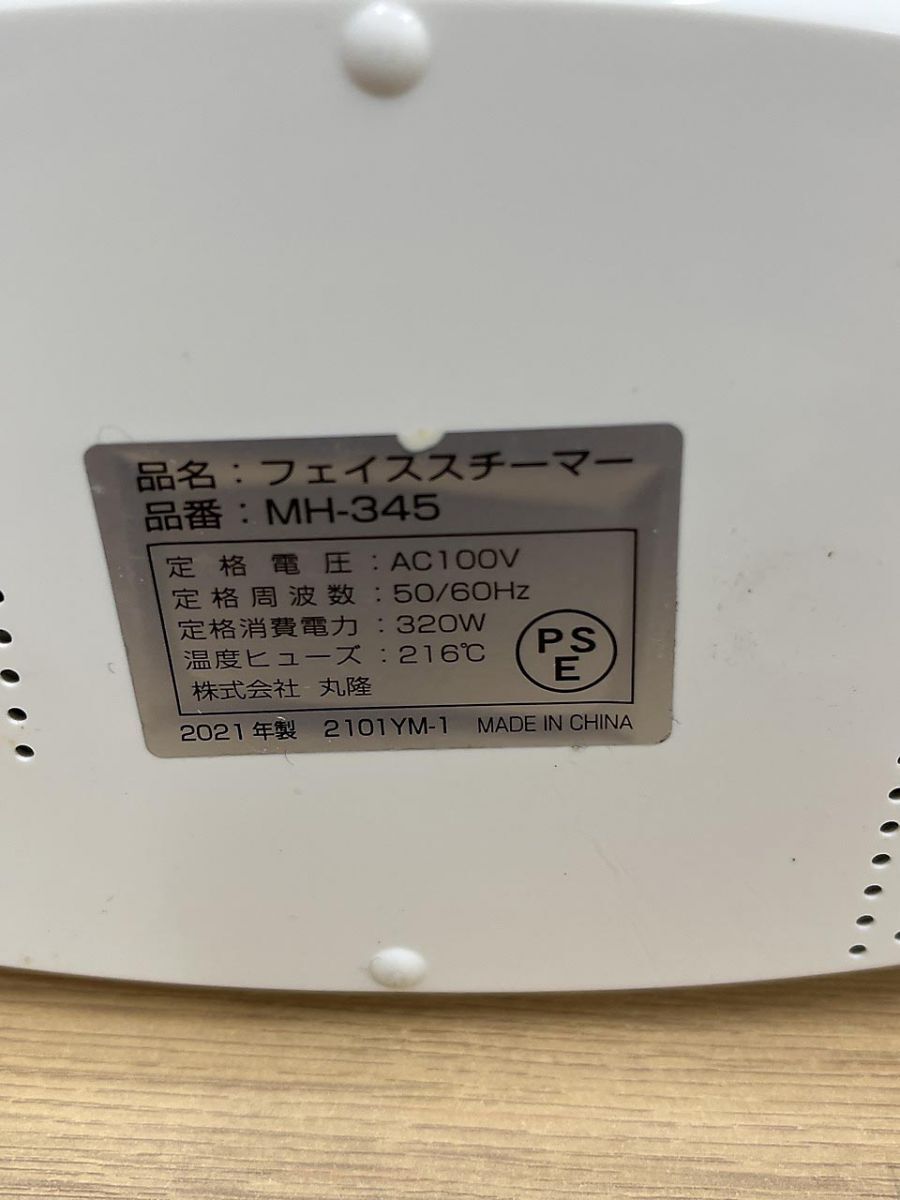 品名：フェイススチーマー
品番：MH-345
定格電圧：AC100V
定格周波数：50/60Hz
定格消費電力：320W
温度ヒューズ：216℃
株式会社 丸隆
PS
E
2021年製 2101YM-1 MADE IN CHINA